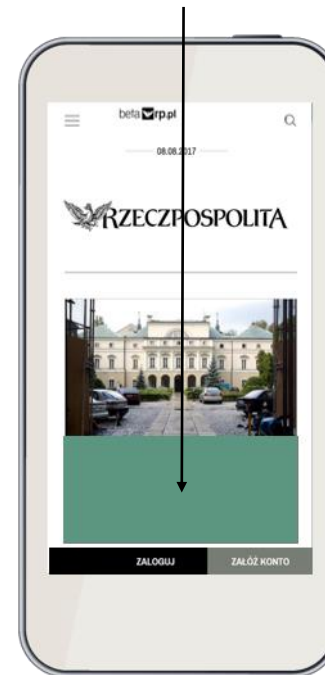 beta rp.pl
08.08.2017
RZECZPOSPOLITA
ZALOGUJ
ZAŁÓŻ KONTO